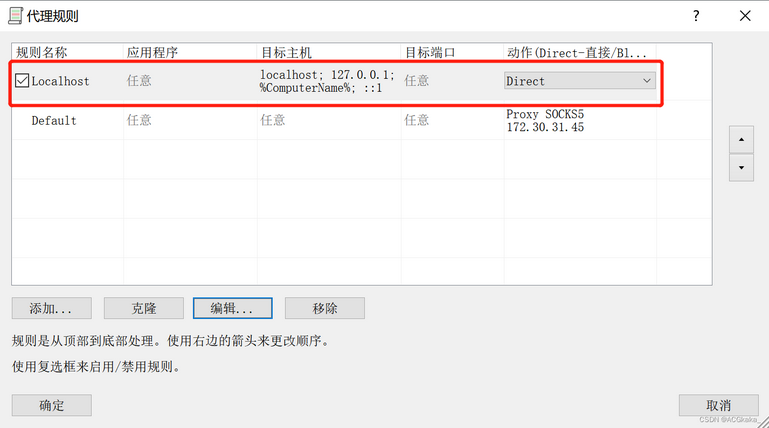 代理规则
规则名称 应用程序 目标主机 目标端口 动作(Direct-直接/Bl...
Localhost 任意 localhost; 127.0.0.1; 任意 Direct
%ComputerName%; ::1
Default 任意 任意 任意 Proxy SOCKS5
172.30.31.45
添加... 克隆 编辑... 移除
规则是从顶部到底部处理。使用右边的箭头来更改顺序。
使用复选框来启用/禁用规则。
确定 取消
CSDN @ACGkaka_